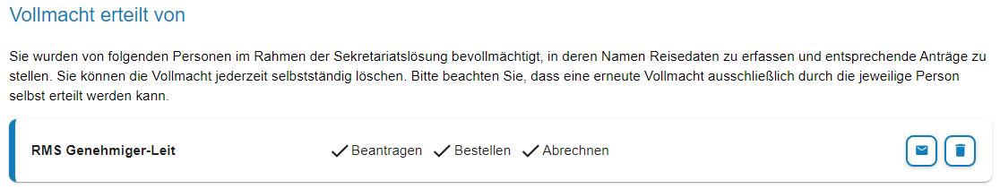 Vollmacht erteilt von
Sie wurden von folgenden Personen im Rahmen der Sekretariatslösung bevollmächtigt, in deren Namen Reisedaten zu erfassen und entsprechende Anträge zu
stellen. Sie können die Vollmacht jederzeit selbstständig löschen. Bitte beachten Sie, dass eine erneute Vollmacht ausschließlich durch die jeweilige Person
selbst erteilt werden kann.
RMS Genehmiger-Leit Beantragen Bestellen Abrechnen